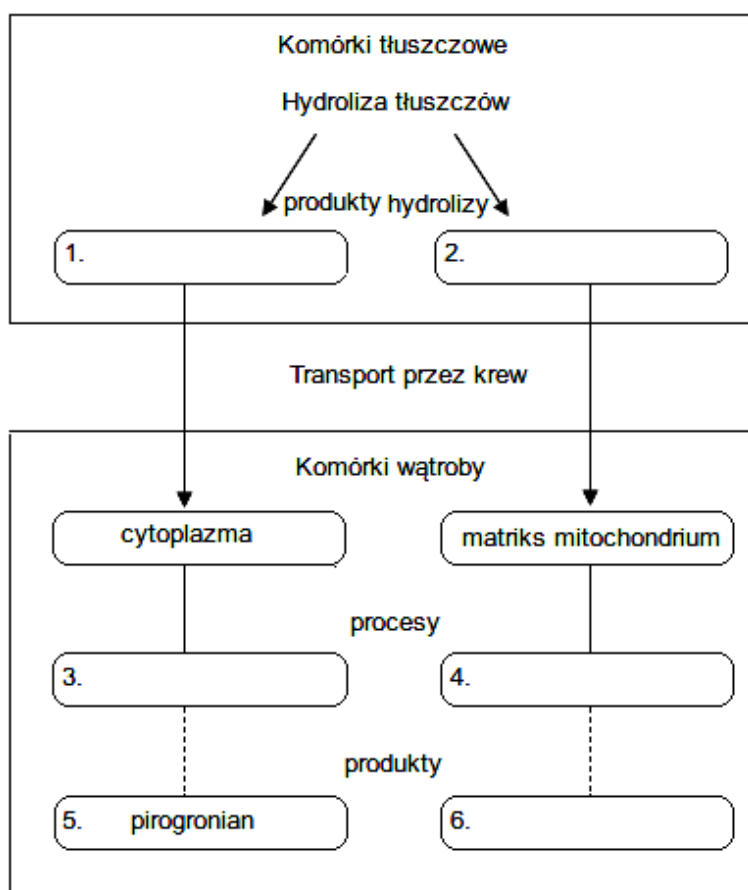 Komórki tłuszczowe
Hydroliza tłuszczów
produkty hydrolizy
1.
2.
Transport przez krew
Komórki wątroby
cytoplazma
matriks mitochondrium
procesy
3.
4.
produkty
5. pirogronian
6.